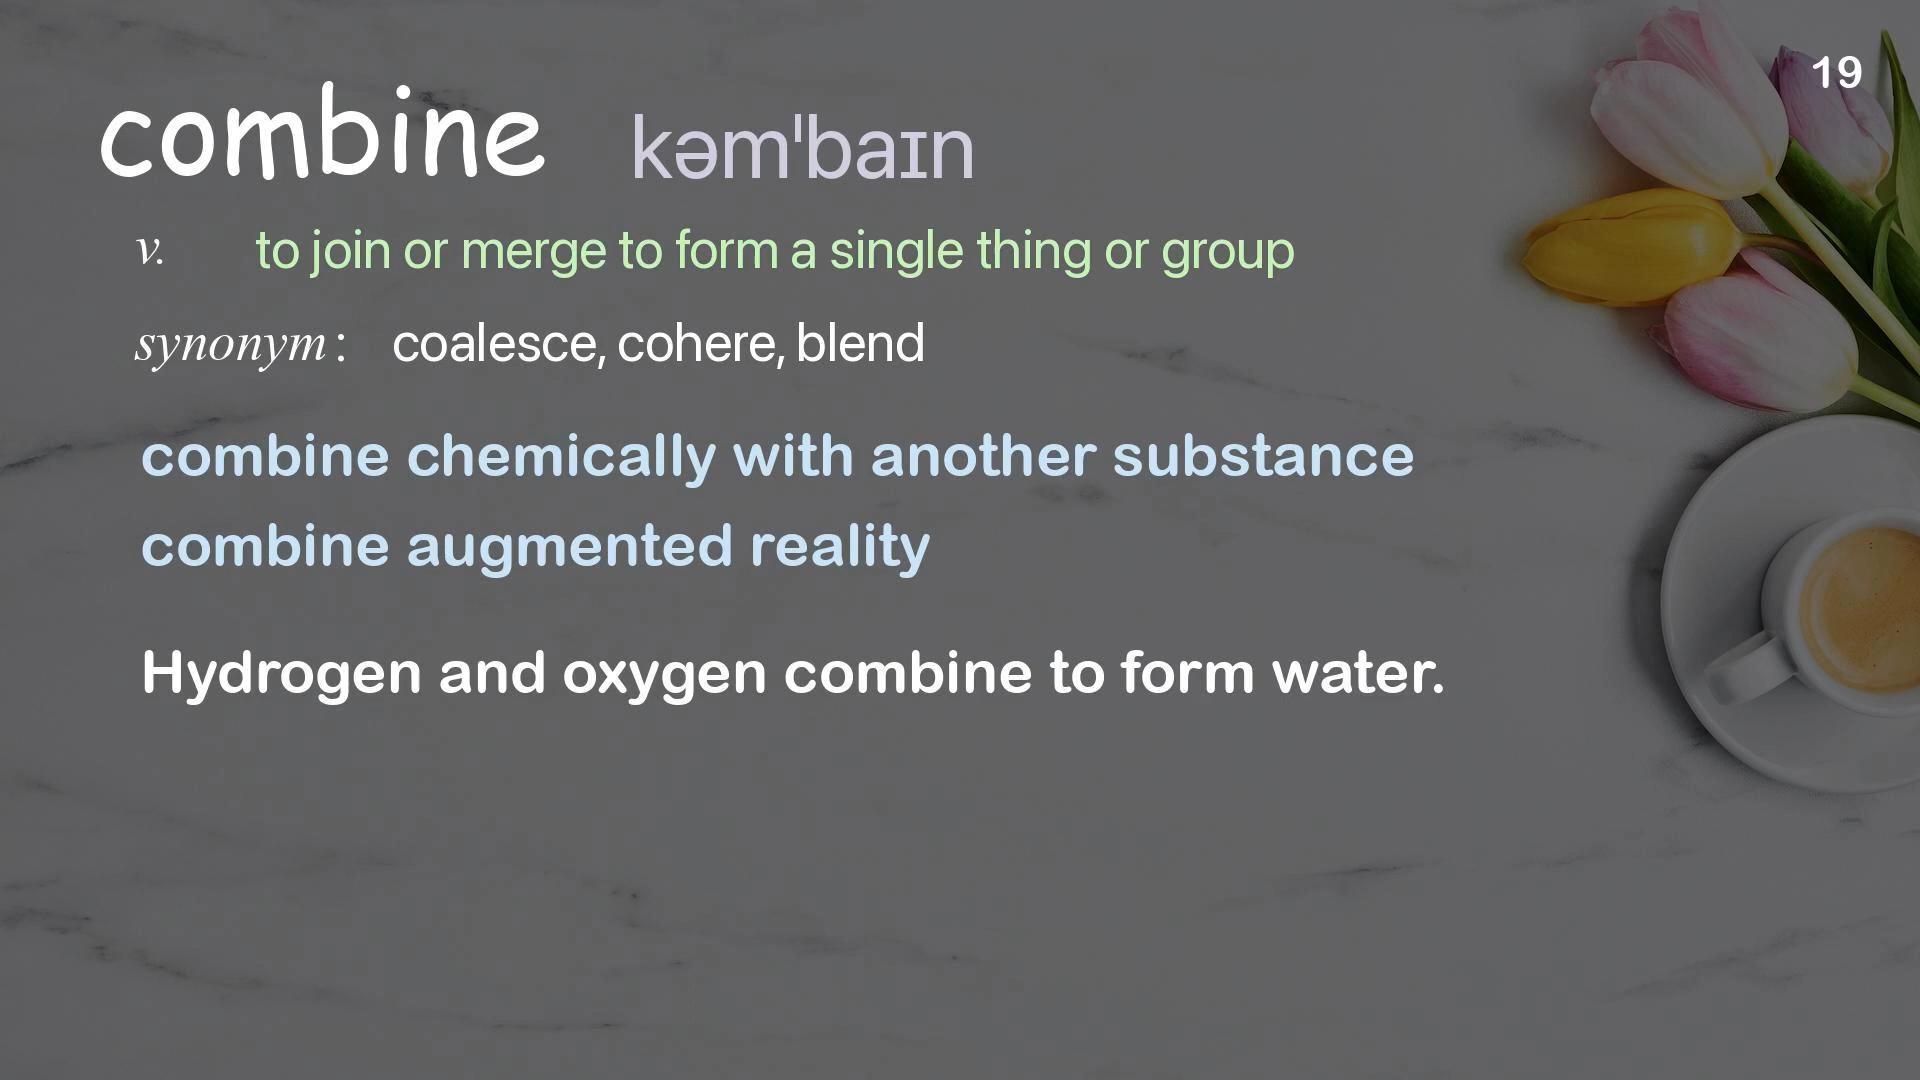 19
combine kəm'baɪn
v. to join or merge to form a single thing or group
synonym : coalesce, cohere, blend
combine chemically with another substance
combine augmented reality
Hydrogen and oxygen combine to form water.